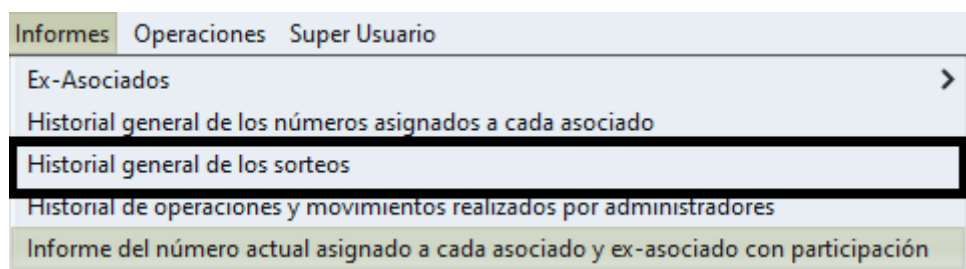 Informes Operaciones Super Usuario
Ex-Asociados
Historial general de los números asignados a cada asociado
Historial general de los sorteos
Historial de operaciones y movimientos realizados por administradores
Informe del número actual asignado a cada asociado y ex-asociado con participación